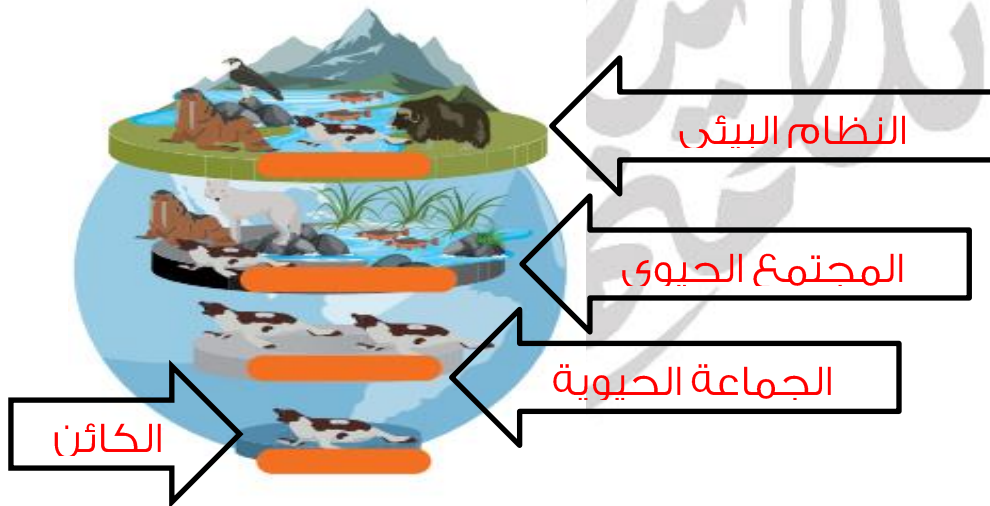 النظام البيئى
المجتمع الحيوى
الجماعة الحيوية
الكائن